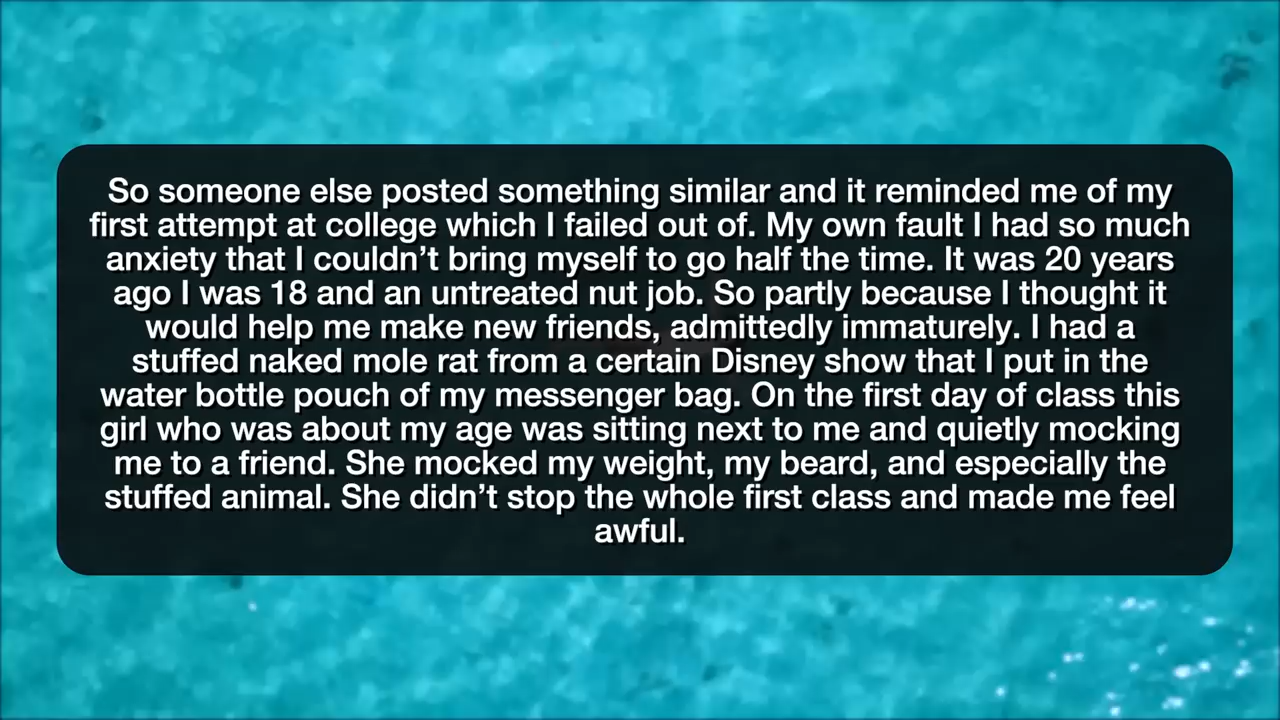 So someone else posted something similar and it reminded me of my
first attempt at college which I failed out of. My own fault I had so much
anxiety that I couldn’t bring myself to go half the time. It was 20 years
ago I was 18 and an untreated nut job. So partly because I thought it
would help me make new friends, admittedly immaturely. I had a
stuffed naked mole rat from a certain Disney show that I put in the
water bottle pouch of my messenger bag. On the first day of class this
girl who was about my age was sitting next to me and quietly mocking
me to a friend. She mocked my weight, my beard, and especially the
stuffed animal. She didn’t stop the whole first class and made me feel
awful.